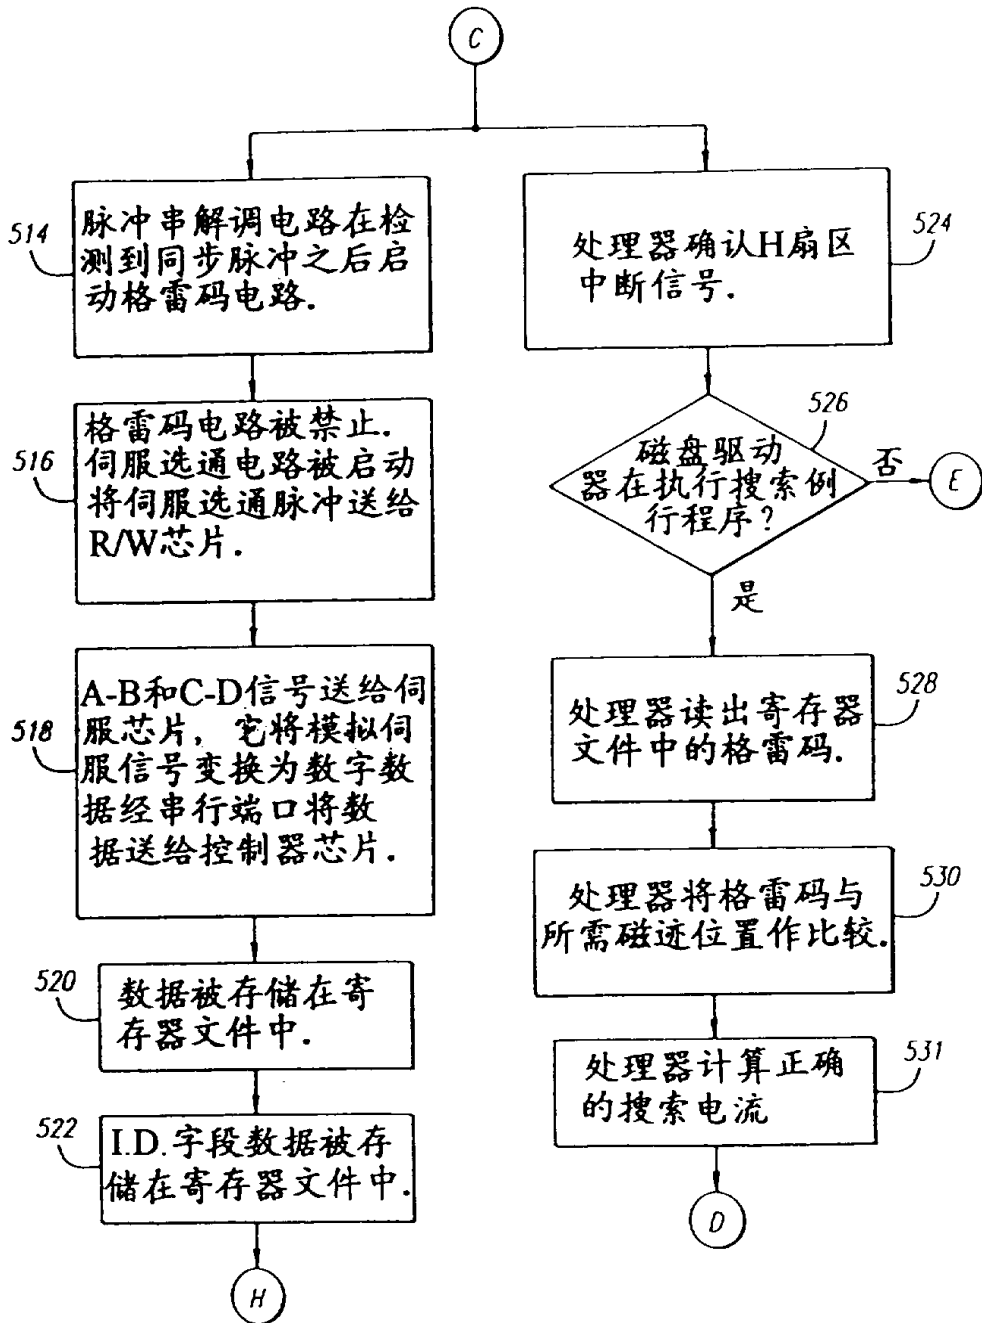 C
514
脉冲串解调电路在检
测到同步脉冲之后启
动格雷码电路.
516
格雷码电路被禁止.
伺服选通电路被启动
将伺服选通脉冲送给
R/W芯片.
518
A-B和C-D信号送给伺
服芯片，它将模拟伺
服信号变换为数字数
据经串行端口将数
据送给控制器芯片.
520
数据被存储在寄
存器文件中.
522
I.D.字段数据被存
储在寄存器文件中.
H
524
处理器确认H扇区
中断信号.
526
磁盘驱动
器在执行搜索例
行程序?
否
E
是
528
处理器读出寄存器
文件中的格雷码.
530
处理器将格雷码与
所需磁迹位置作比较.
531
处理器计算正确
的搜索电流
D